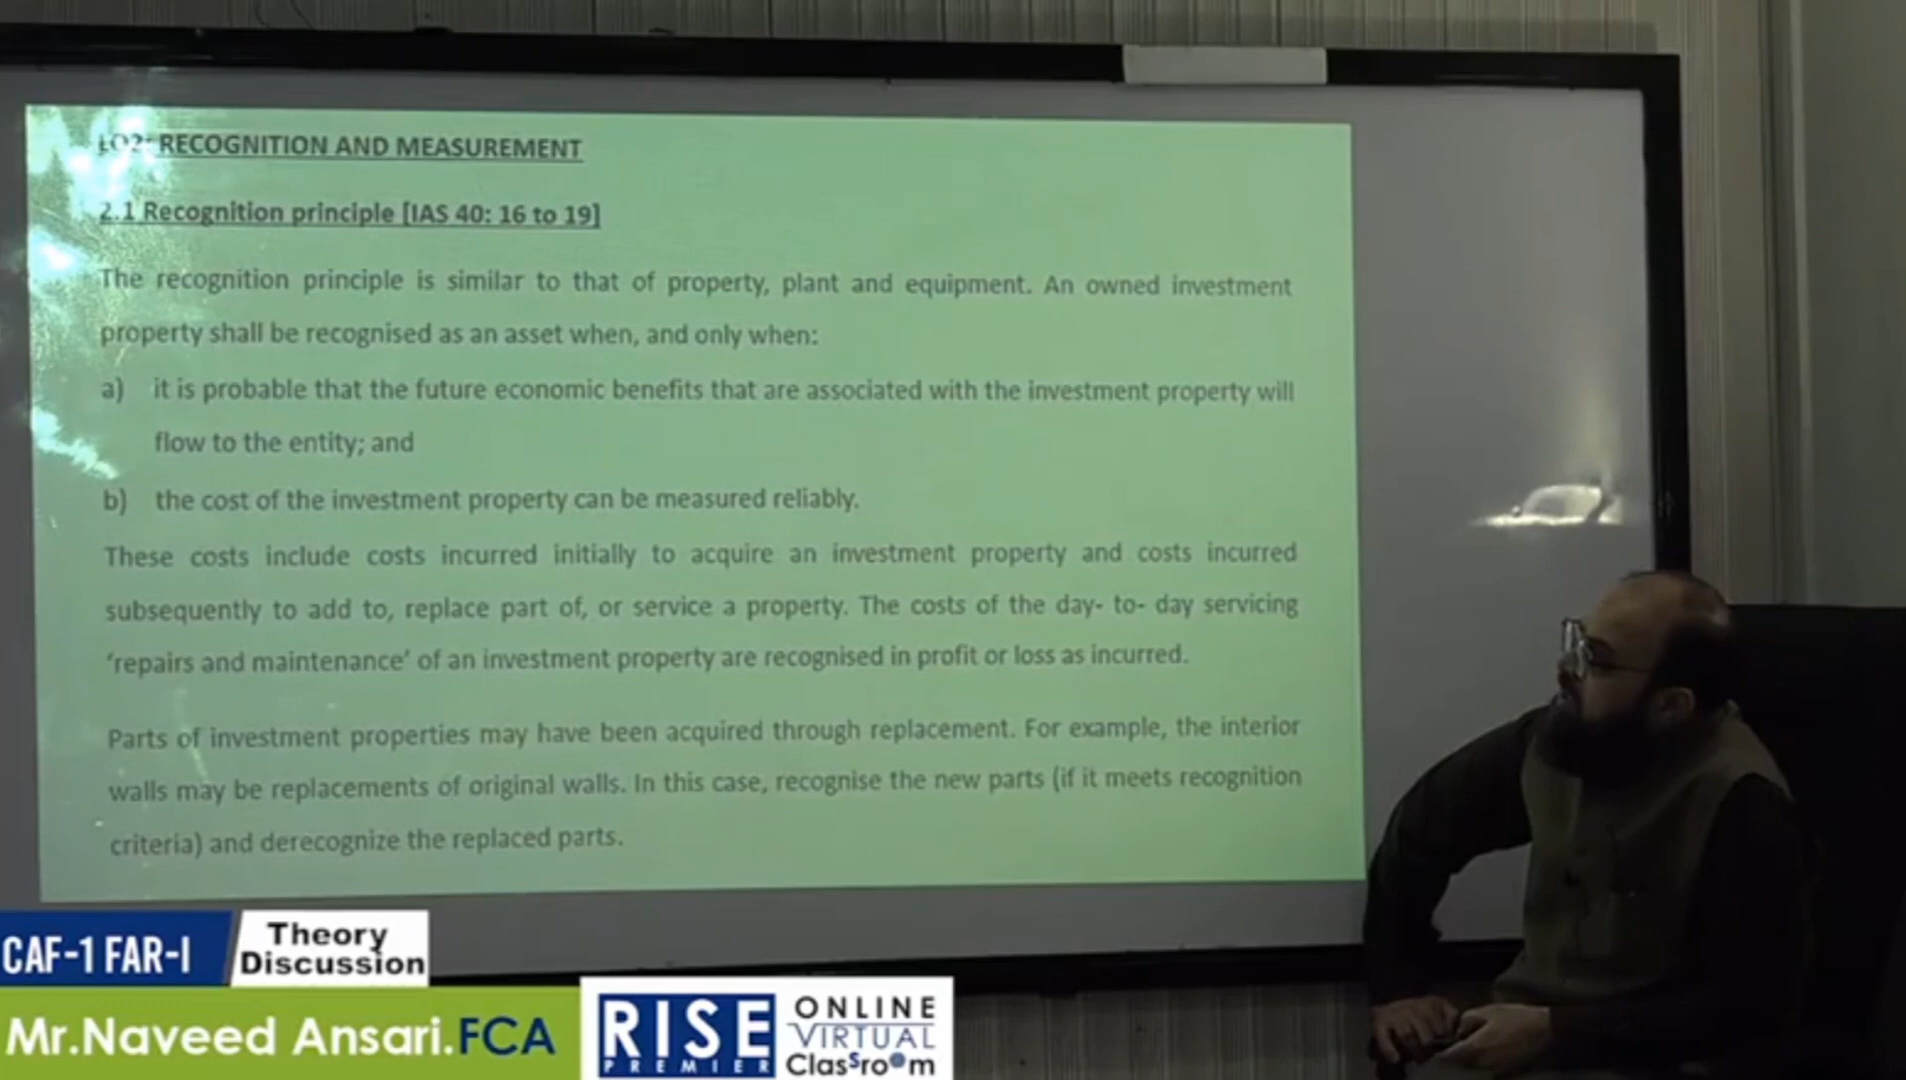 LO2: RECOGNITION AND MEASUREMENT
2.1 Recognition principle [IAS 40: 16 to 19]
The recognition principle is similar to that of property, plant and equipment. An owned investment
property shall be recognised as an asset when, and only when:
a) it is probable that the future economic benefits that are associated with the investment property will
flow to the entity; and
b) the cost of the investment property can be measured reliably.
These costs include costs incurred initially to acquire an investment property and costs incurred
subsequently to add to, replace part of, or service a property. The costs of the day- to- day servicing
‘repairs and maintenance’ of an investment property are recognised in profit or loss as incurred.
Parts of investment properties may have been acquired through replacement. For example, the interior
walls may be replacements of original walls. In this case, recognise the new parts (if it meets recognition
criteria) and derecognize the replaced parts.
CAF-1 FAR-I
Theory
Discussion
Mr.Naveed Ansari.FCA
RISE
PREMIER
ONLINE
VIRTUAL
Classroom